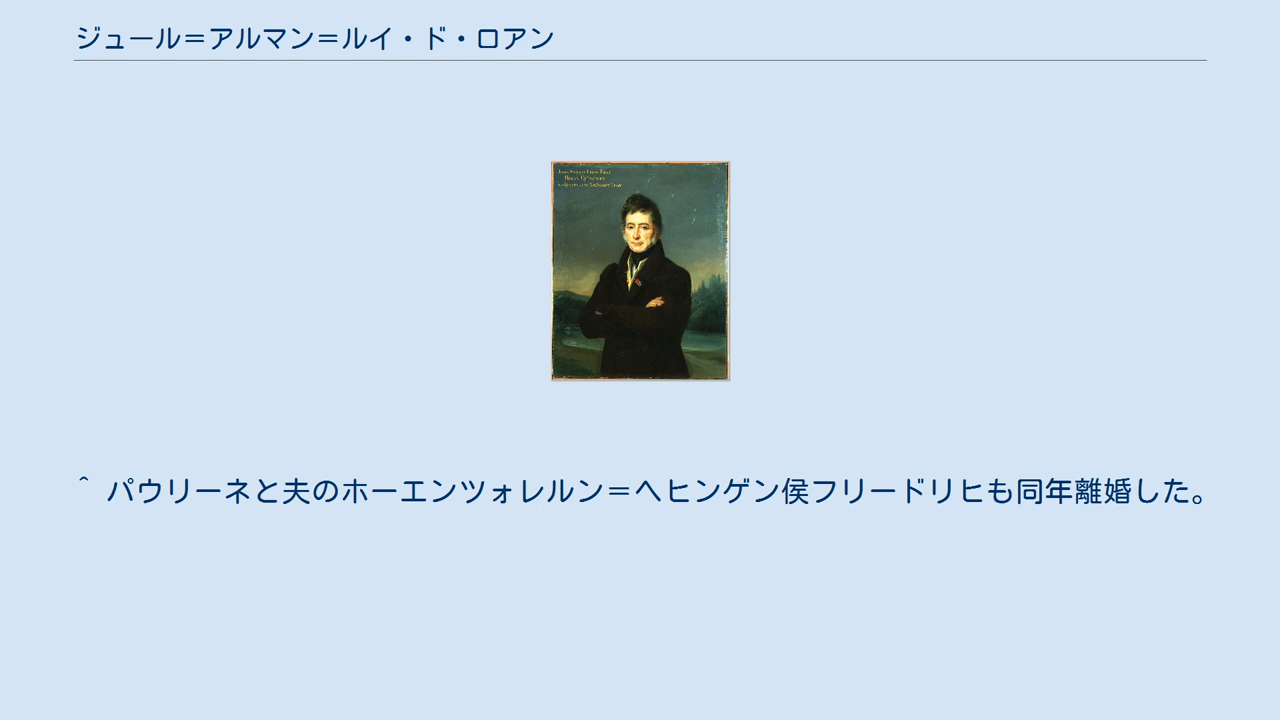 ジュール＝アルマン＝ルイ・ド・ロアン
^ パウリーネと夫のホーエンツォレルン＝ヘヒンゲン侯フリードリヒも同年離婚した。